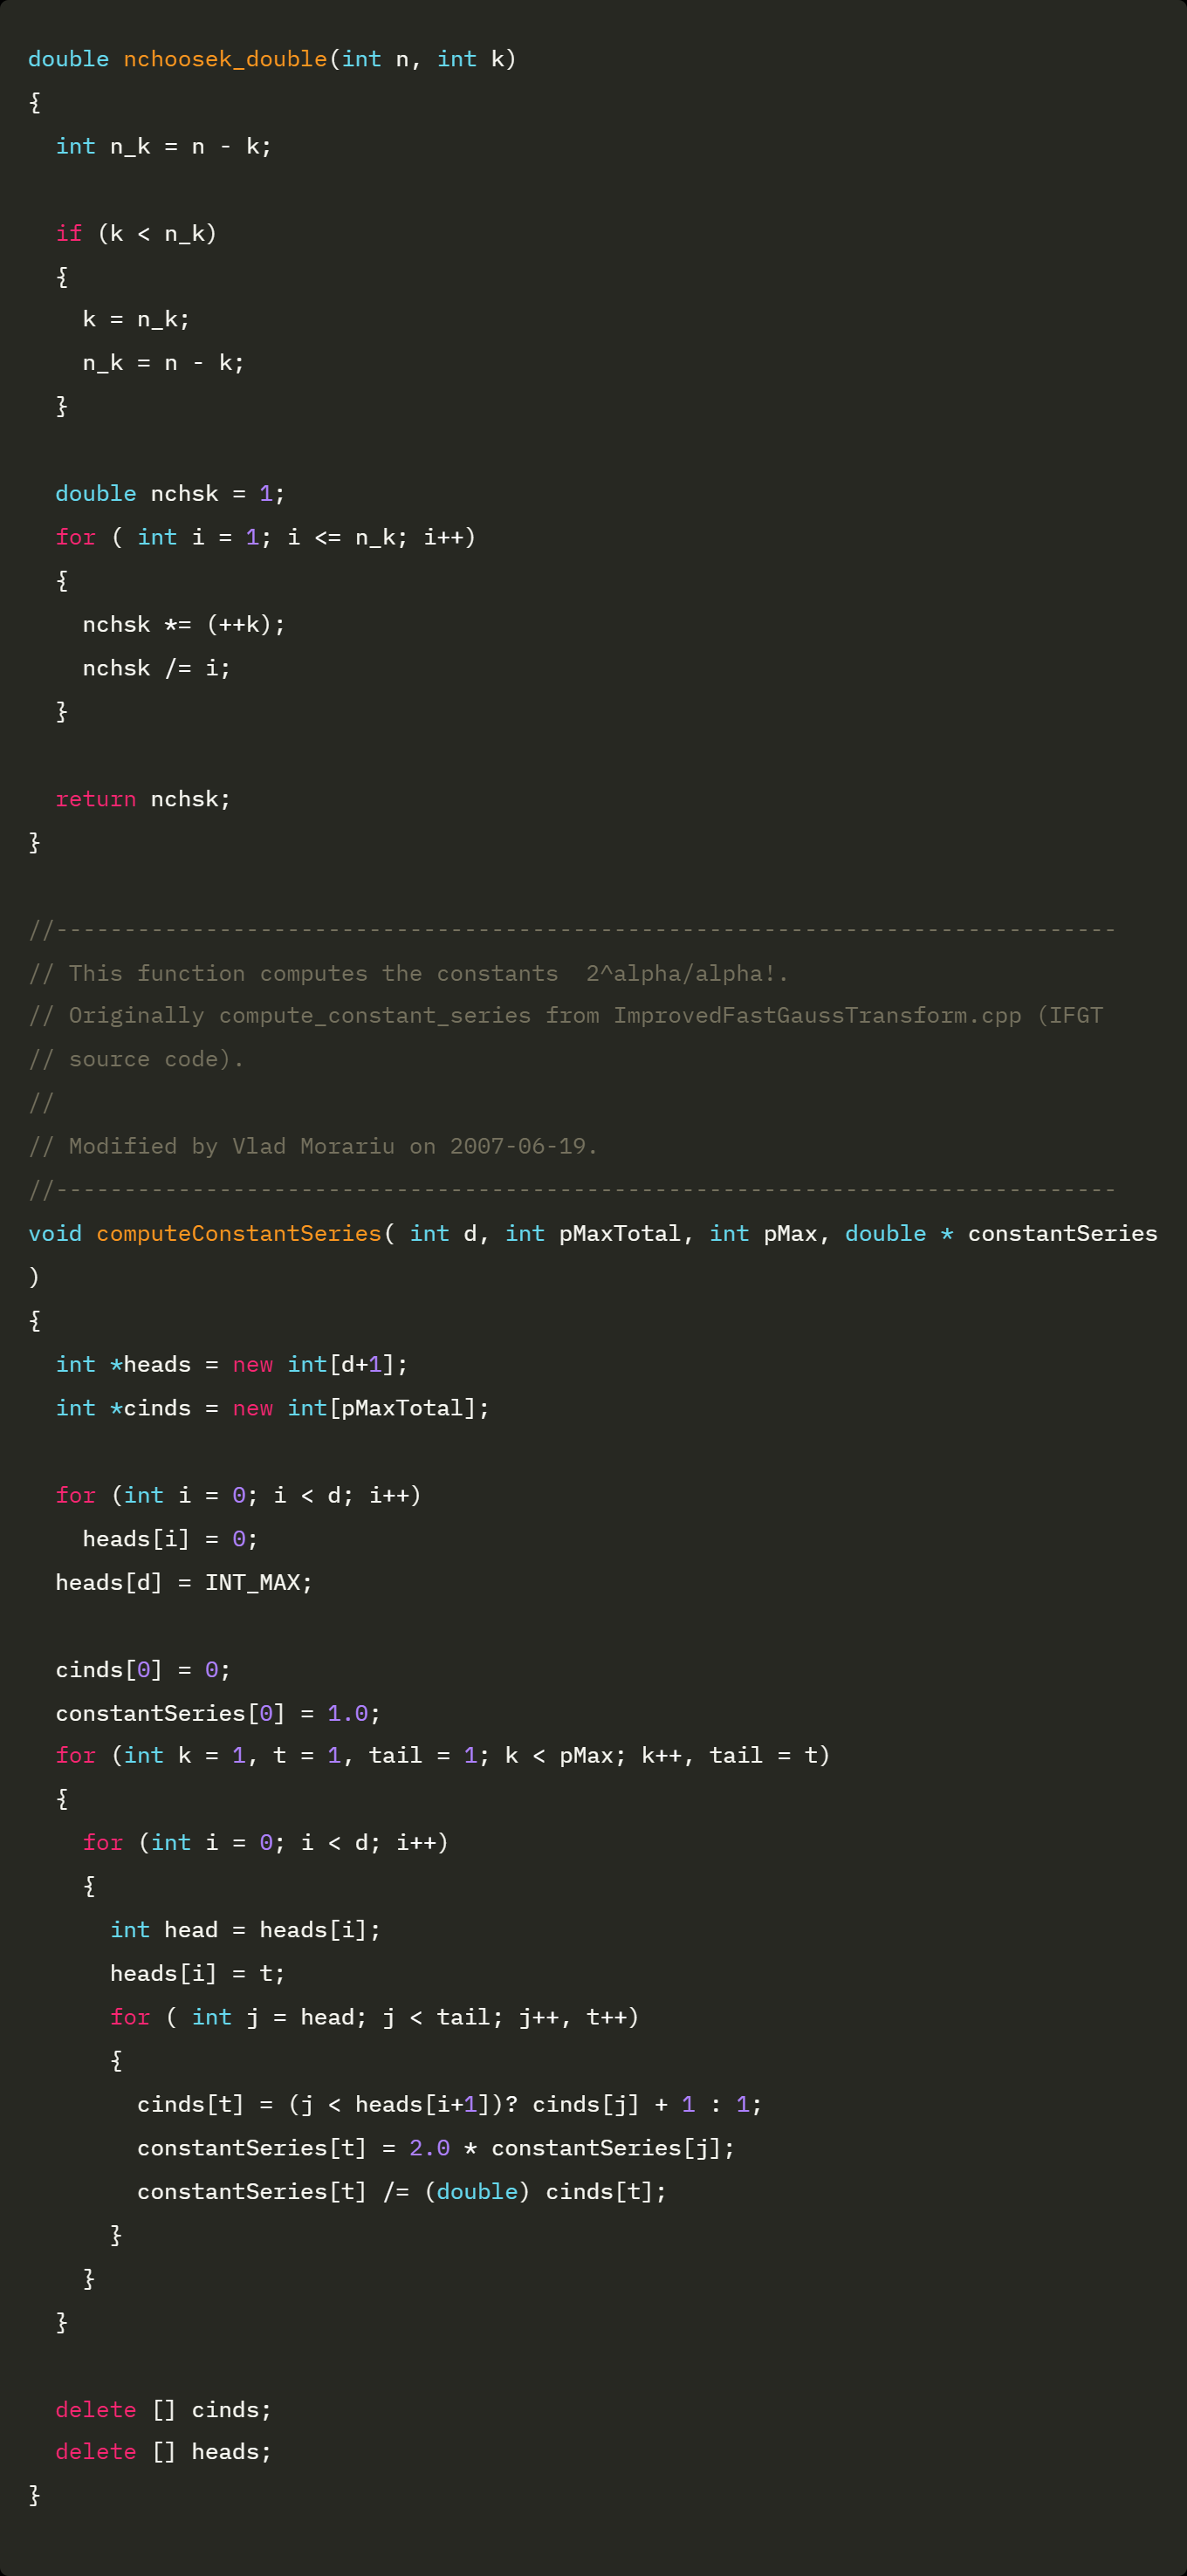 double nchoosek_double(int n, int k)
{
  int n_k = n - k;

  if (k < n_k)
  {
    k = n_k;
    n_k = n - k;
  }

  double nchsk = 1;
  for ( int i = 1; i <= n_k; i++)
  {
    nchsk *= (++k);
    nchsk /= i;
  }

  return nchsk;
}

//------------------------------------------------------------------------------
// This function computes the constants  2^alpha/alpha!.
// Originally compute_constant_series from ImprovedFastGaussTransform.cpp (IFGT
// source code).
//
// Modified by Vlad Morariu on 2007-06-19.
//------------------------------------------------------------------------------
void computeConstantSeries( int d, int pMaxTotal, int pMax, double * constantSeries
)
{
  int *heads = new int[d+1];
  int *cinds = new int[pMaxTotal];

  for (int i = 0; i < d; i++)
    heads[i] = 0;
  heads[d] = INT_MAX;

  cinds[0] = 0;
  constantSeries[0] = 1.0;
  for (int k = 1, t = 1, tail = 1; k < pMax; k++, tail = t)
  {
    for (int i = 0; i < d; i++)
    {
      int head = heads[i];
      heads[i] = t;
      for ( int j = head; j < tail; j++, t++)
      {
        cinds[t] = (j < heads[i+1])? cinds[j] + 1 : 1;
        constantSeries[t] = 2.0 * constantSeries[j];
        constantSeries[t] /= (double) cinds[t];
      }
    }
  }

  delete [] cinds;
  delete [] heads;
}